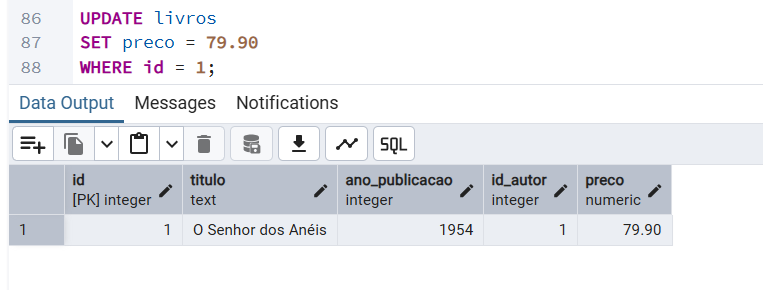 86 UPDATE livros
87 SET preco = 79.90
88 WHERE id = 1;
Data Output Messages Notifications
SQL
id titulo ano_publicacao id_autor preco
[PK] integer text integer integer numeric
1 1 O Senhor dos Anéis 1954 1 79.90